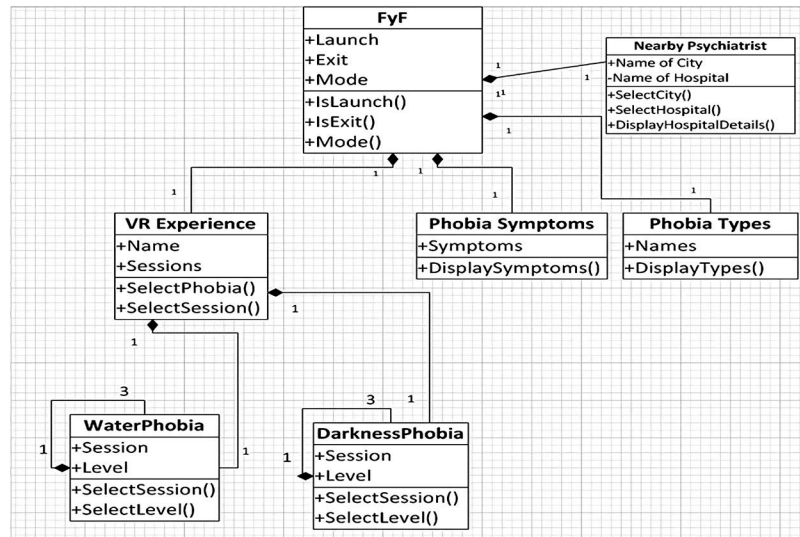 FyF
+Launch
+Exit
+Mode
+IsLaunch()
+IsExit()
+Mode()
Nearby Psychiatrist
+Name of City
-Name of Hospital
+SelectCity()
+SelectHospital()
+DisplayHospitalDetails()
1
1
1
1
1
1
1
1
1
1
1
VR Experience
+Name
+Sessions
+SelectPhobia()
+SelectSession()
Phobia Symptoms
+Symptoms
+DisplaySymptoms()
Phobia Types
+Names
+DisplayTypes()
1
1
3
1
1
WaterPhobia
+Session
+Level
+SelectSession()
+SelectLevel()
3
1
1
DarknessPhobia
+Session
+Level
+SelectSession()
+SelectLevel()